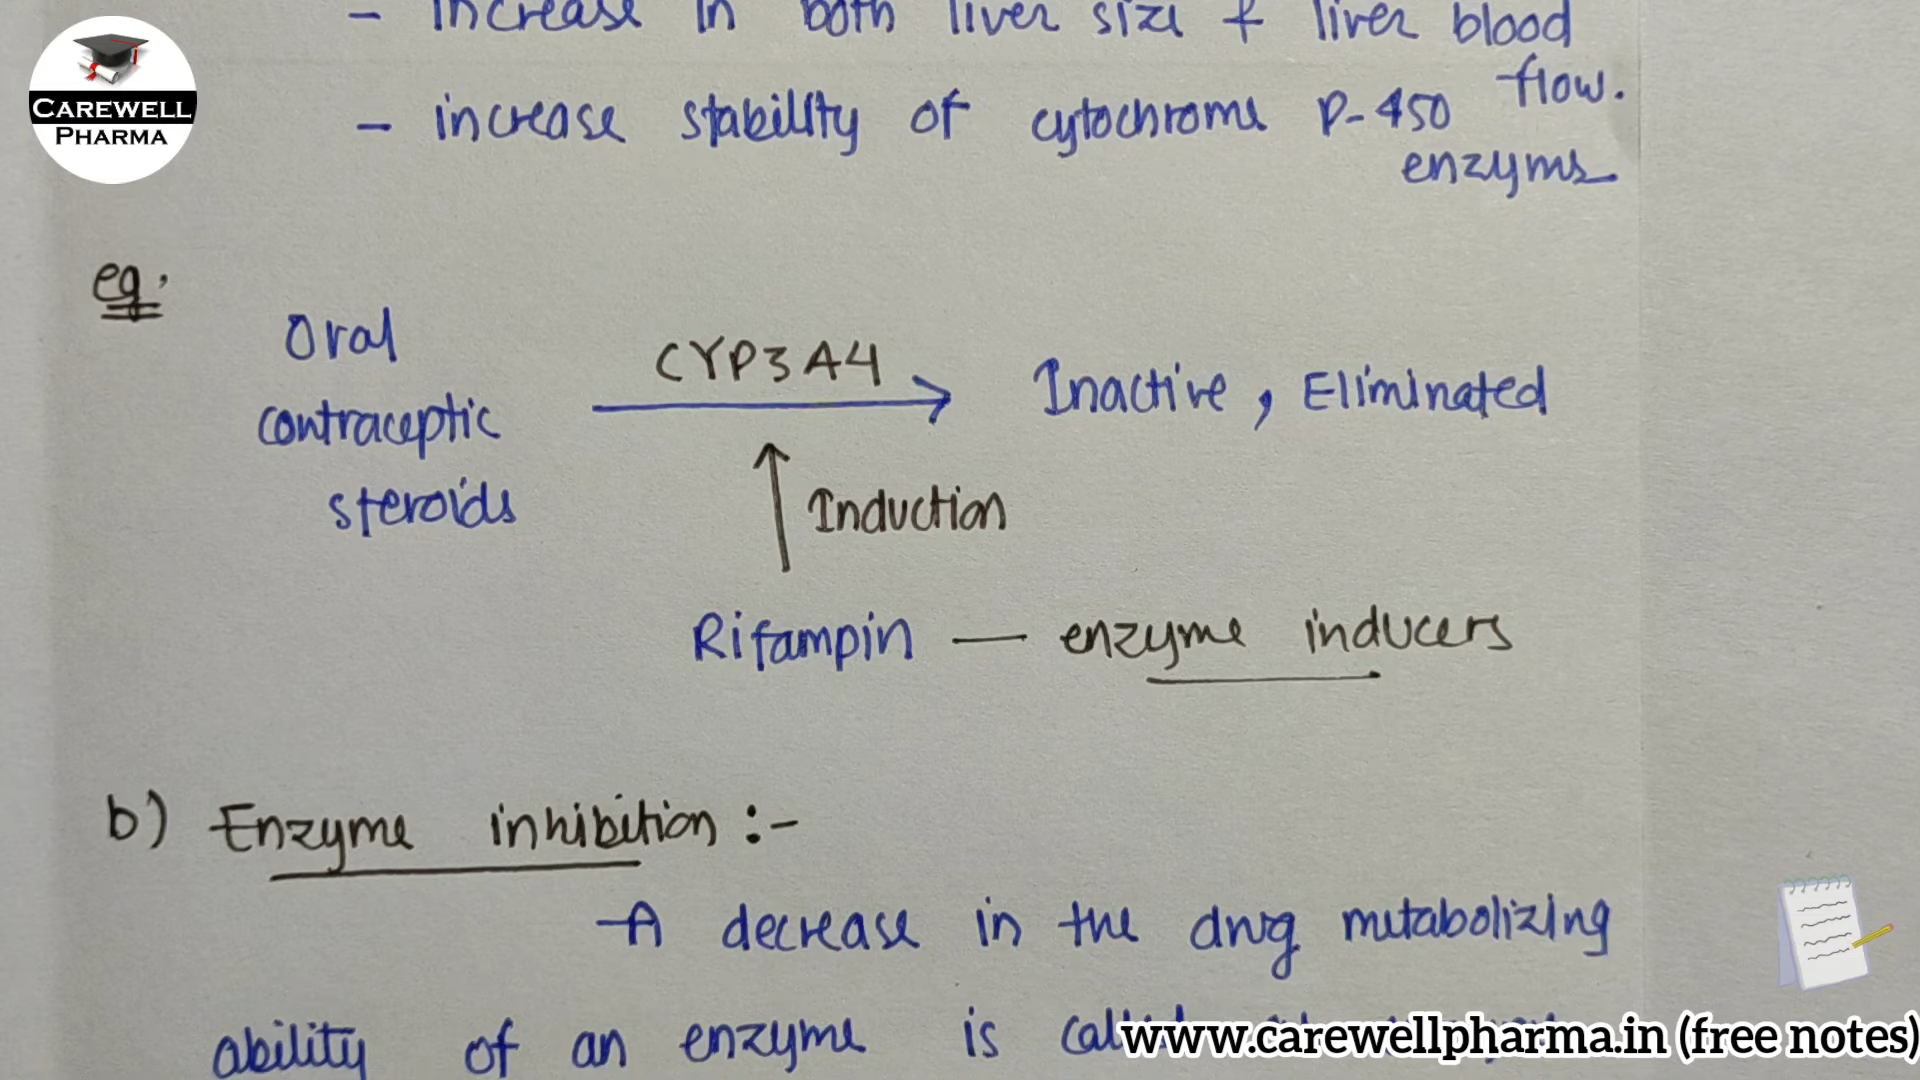 - increase in both liver size & liver blood
flow.
- increase stability of cytochrome P-450
enzyme
eg.
Oral
contraceptic
steroids
CYP3A4
Inactive, Eliminated
Induction
Rifampin — enzyme inducers
b) Enzyme inhibition :-
A decrease in the drug metabolizing
ability of an enzyme is
CAREWELL
PHARMA
www.carewellpharma.in (free notes)